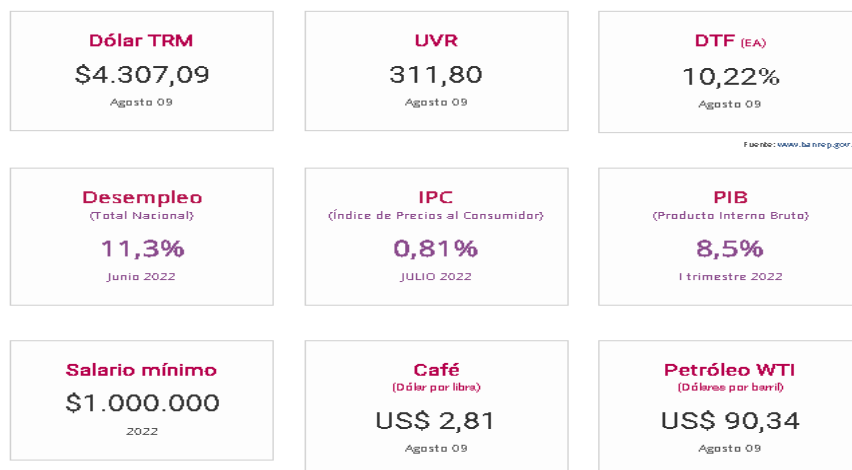 Dólar TRM
$4.307,09
Agosto 09
UVR
311,80
Agosto 09
DTF (EA)
10,22%
Agosto 09
Fuente: www.banrep.gov.
Desempleo
(Total Nacional)
11,3%
Junio 2022
IPC
(Índice de Precios al Consumidor)
0,81%
JULIO 2022
PIB
(Producto Interno Bruto)
8,5%
I trimestre 2022
Salario mínimo
$1.000.000
2022
Café
(Dólar por libra)
US$ 2,81
Agosto 09
Petróleo WTI
(Dólares por barril)
US$ 90,34
Agosto 09